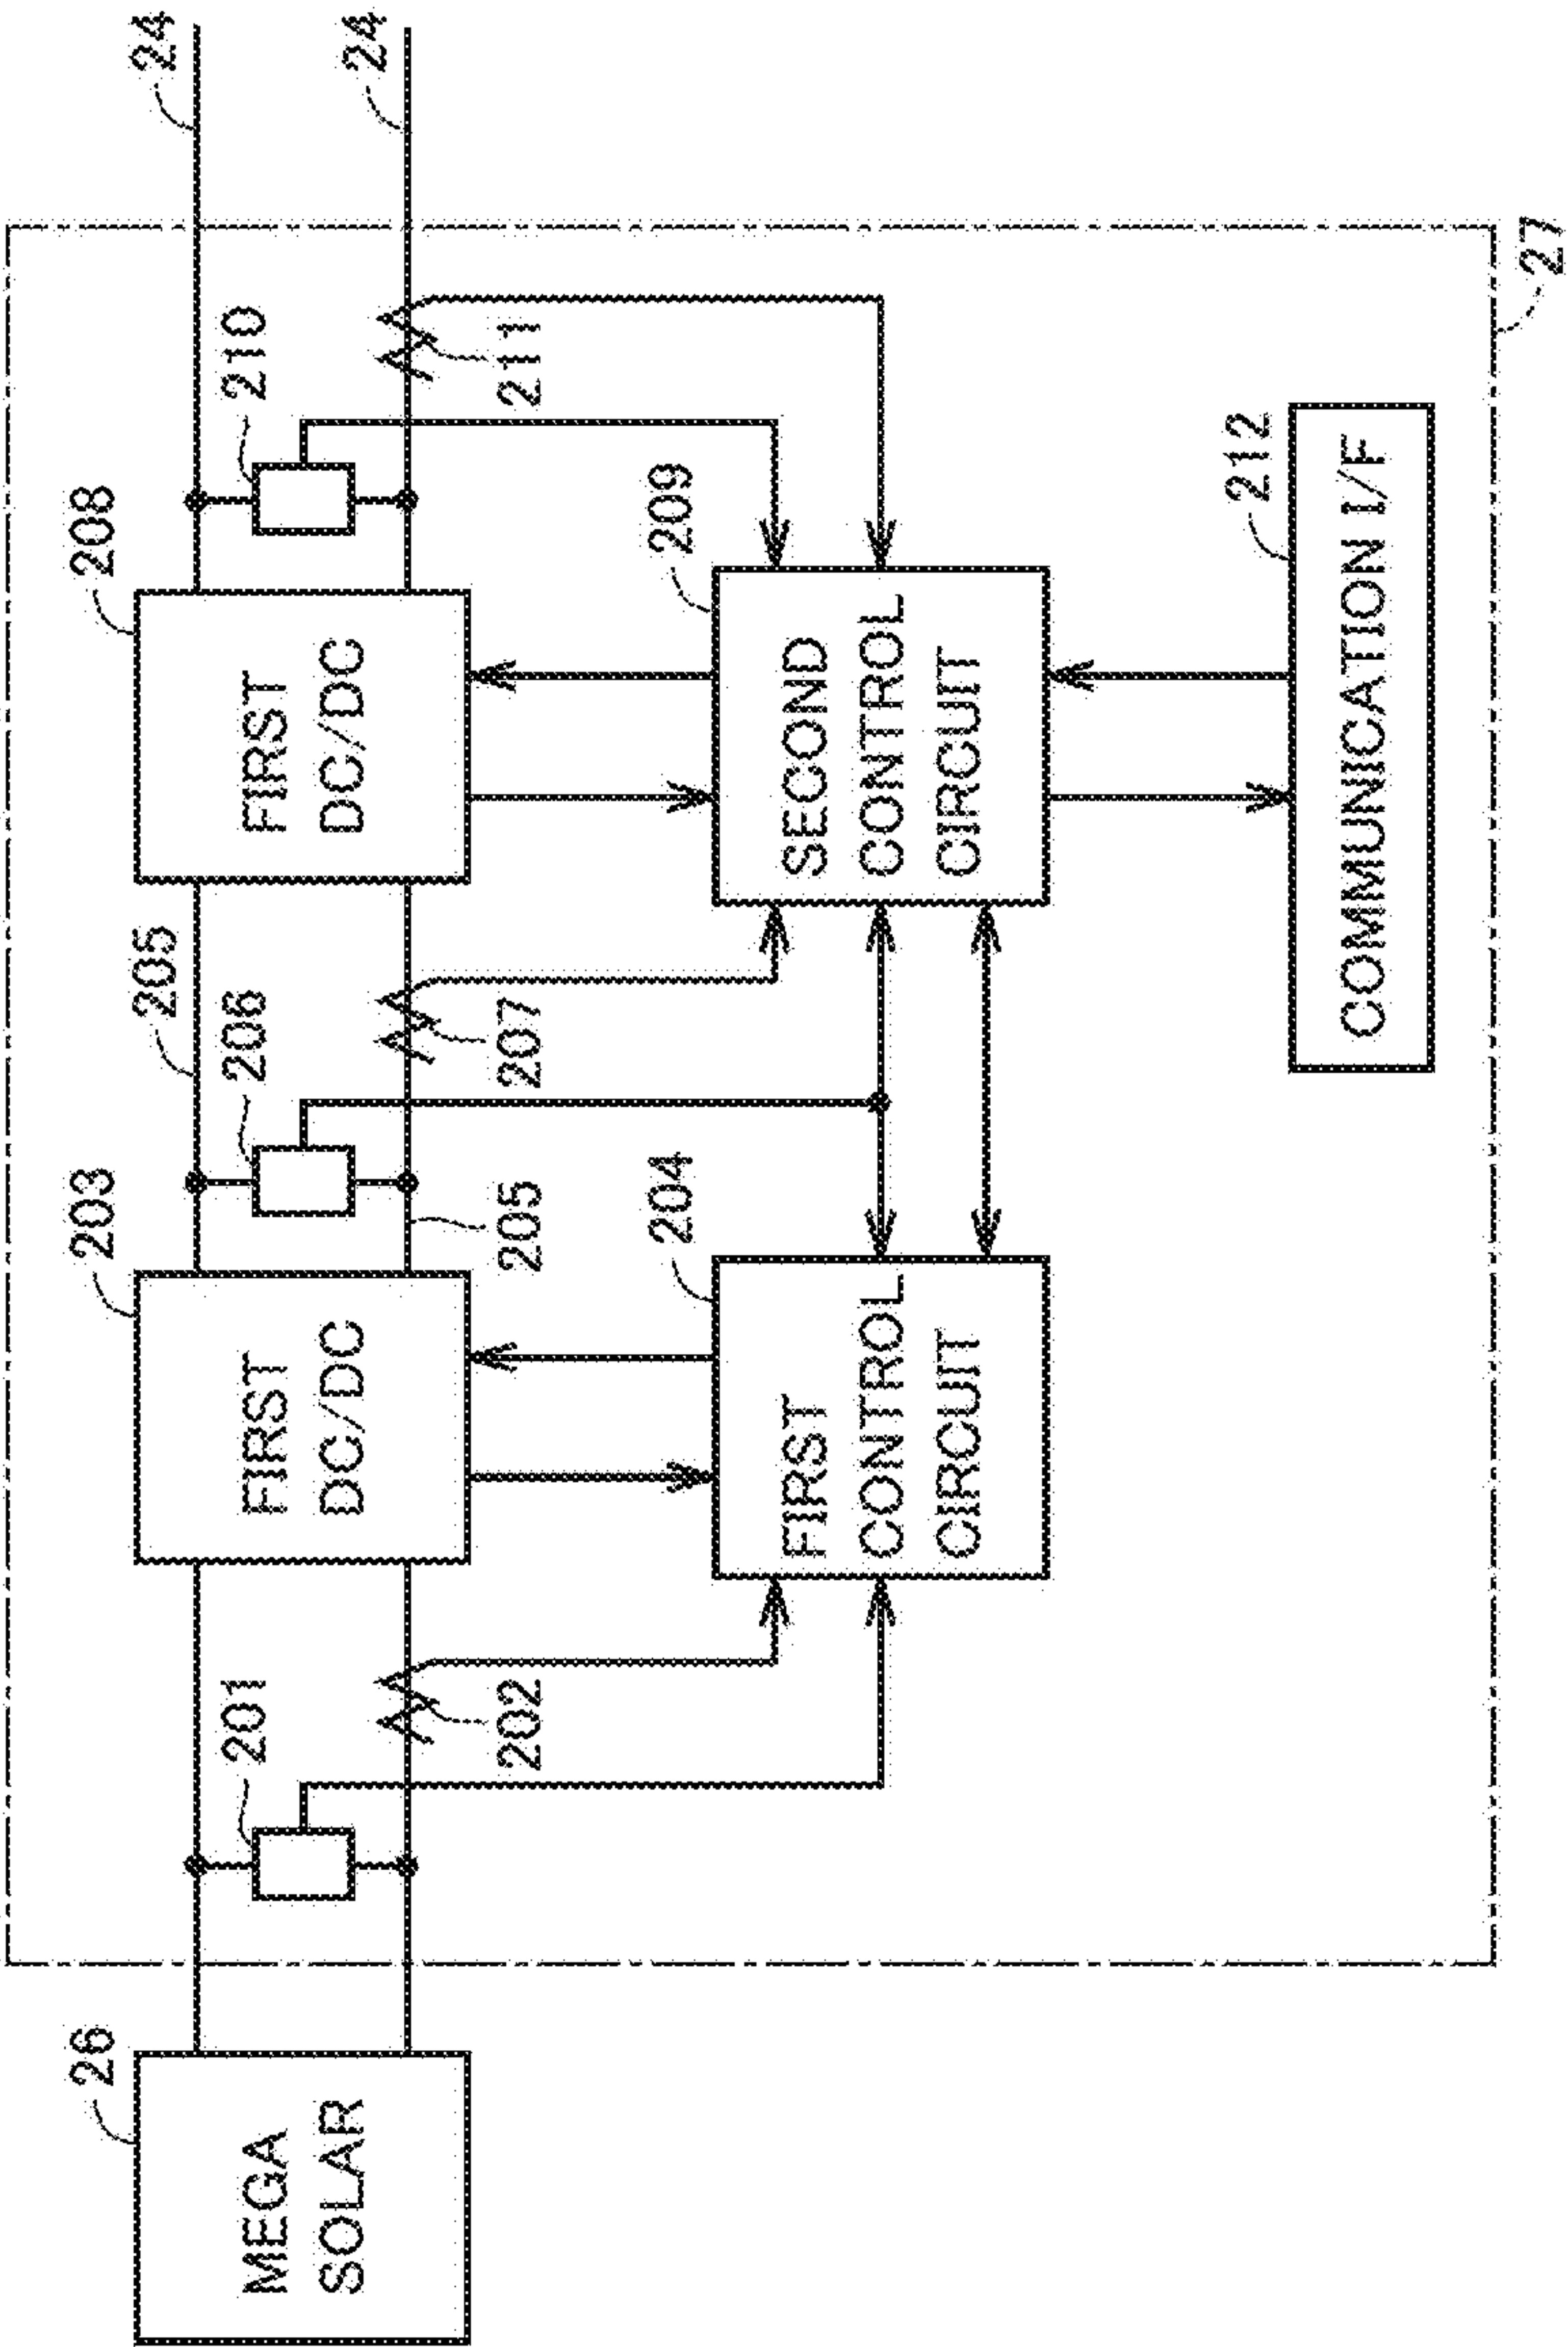 26
MEGA
SOLAR
201
202
203
FIRST
DC/DC
204
FIRST
CONTROL
CIRCUIT
205
205
206
207
208
FIRST
DC/DC
209
SECOND
CONTROL
CIRCUIT
210
211
212
COMMUNICATION I/F
24
24
27